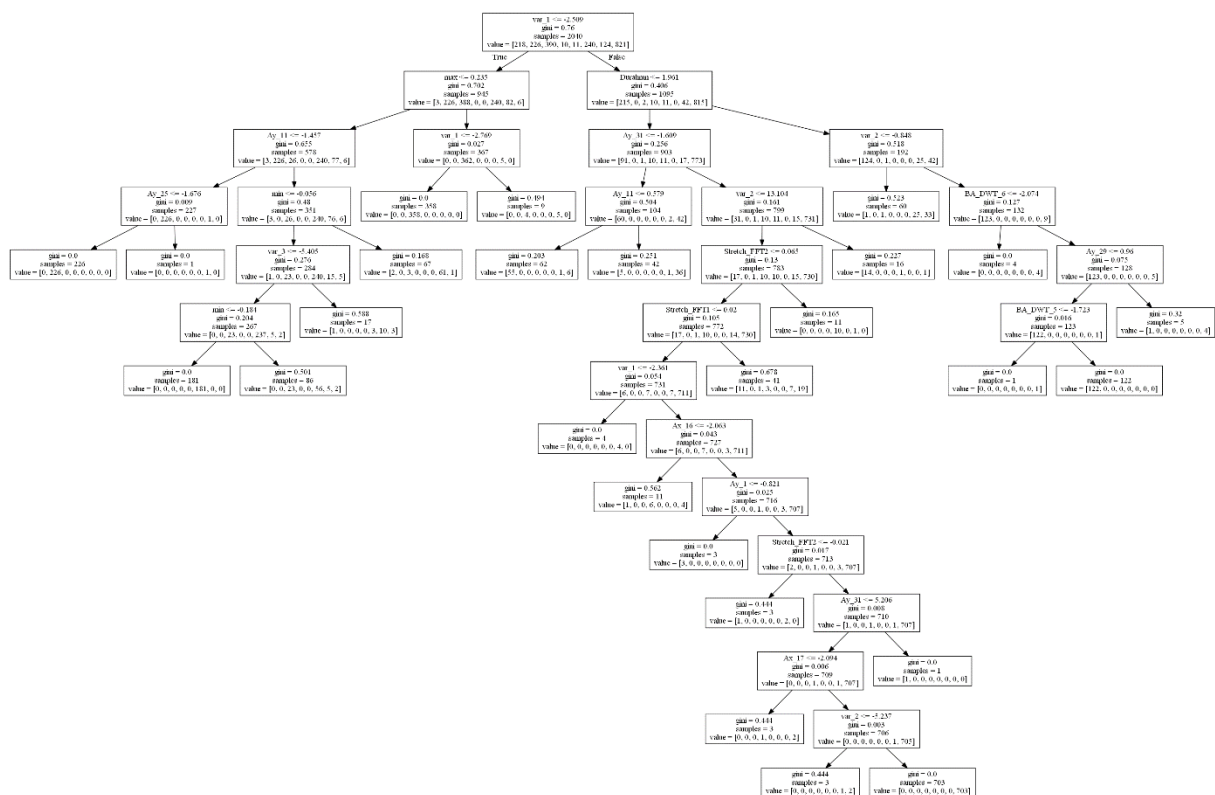 var_1 <= -2.509
gini = 0.76
samples = 2040
value = [218, 226, 390, 10, 11, 240, 124, 821]
True
False
max <= 0.235
gini = 0.702
samples = 945
value = [3, 226, 388, 0, 0, 240, 82, 6]
Duration <= 1.961
gini = 0.406
samples = 1095
value = [215, 0, 2, 10, 11, 0, 42, 815]
Ay_11 <= -1.457
gini = 0.655
samples = 578
value = [3, 226, 26, 0, 0, 240, 77, 6]
var_1 <= -2.769
gini = 0.027
samples = 367
value = [0, 0, 362, 0, 0, 0, 5, 0]
Ay_31 <= -1.609
gini = 0.256
samples = 903
value = [91, 0, 1, 10, 11, 0, 17, 773]
var_2 <= -0.848
gini = 0.518
samples = 192
value = [124, 0, 1, 0, 0, 0, 25, 42]
Ay_25 <= -1.676
gini = 0.009
samples = 227
value = [0, 226, 0, 0, 0, 0, 1, 0]
min <= -0.056
gini = 0.48
samples = 351
value = [3, 0, 26, 0, 0, 240, 76, 6]
gini = 0.0
samples = 358
value = [0, 0, 358, 0, 0, 0, 0, 0]
gini = 0.494
samples = 9
value = [0, 0, 4, 0, 0, 0, 5, 0]
Ay_11 <= 0.579
gini = 0.504
samples = 104
value = [60, 0, 0, 0, 0, 0, 2, 42]
var_2 <= 13.104
gini = 0.161
samples = 799
value = [31, 0, 1, 10, 11, 0, 15, 731]
gini = 0.523
samples = 60
value = [1, 0, 1, 0, 0, 0, 25, 33]
BA_DWT_6 <= -2.074
gini = 0.127
samples = 132
value = [123, 0, 0, 0, 0, 0, 0, 9]
gini = 0.0
samples = 226
value = [0, 226, 0, 0, 0, 0, 0, 0]
gini = 0.0
samples = 1
value = [0, 0, 0, 0, 0, 0, 1, 0]
var_3 <= -5.405
gini = 0.276
samples = 284
value = [1, 0, 23, 0, 0, 240, 15, 5]
gini = 0.168
samples = 67
value = [2, 0, 3, 0, 0, 0, 61, 1]
gini = 0.203
samples = 62
value = [55, 0, 0, 0, 0, 0, 1, 6]
gini = 0.251
samples = 42
value = [5, 0, 0, 0, 0, 0, 1, 36]
Stretch_FFT2 <= 0.065
gini = 0.13
samples = 783
value = [17, 0, 1, 10, 10, 0, 15, 730]
gini = 0.227
samples = 16
value = [14, 0, 0, 0, 1, 0, 0, 1]
gini = 0.0
samples = 4
value = [0, 0, 0, 0, 0, 0, 0, 4]
Ay_29 <= 0.96
gini = 0.075
samples = 128
value = [123, 0, 0, 0, 0, 0, 0, 5]
min <= -0.184
gini = 0.204
samples = 267
value = [0, 0, 23, 0, 0, 237, 5, 2]
gini = 0.588
samples = 17
value = [1, 0, 0, 0, 0, 3, 10, 3]
Stretch_FFT1 <= 0.02
gini = 0.105
samples = 772
value = [17, 0, 1, 10, 0, 0, 14, 730]
gini = 0.165
samples = 11
value = [0, 0, 0, 0, 10, 0, 1, 0]
BA_DWT_5 <= -1.723
gini = 0.016
samples = 123
value = [122, 0, 0, 0, 0, 0, 0, 1]
gini = 0.32
samples = 5
value = [1, 0, 0, 0, 0, 0, 0, 4]
gini = 0.0
samples = 181
value = [0, 0, 0, 0, 0, 181, 0, 0]
gini = 0.501
samples = 86
value = [0, 0, 23, 0, 0, 56, 5, 2]
var_1 <= -2.361
gini = 0.054
samples = 731
value = [6, 0, 0, 7, 0, 0, 7, 711]
gini = 0.678
samples = 41
value = [11, 0, 1, 3, 0, 0, 7, 19]
gini = 0.0
samples = 1
value = [0, 0, 0, 0, 0, 0, 0, 1]
gini = 0.0
samples = 122
value = [122, 0, 0, 0, 0, 0, 0, 0]
gini = 0.0
samples = 4
value = [0, 0, 0, 0, 0, 0, 4, 0]
Ax_16 <= -2.063
gini = 0.043
samples = 727
value = [6, 0, 0, 7, 0, 0, 3, 711]
gini = 0.562
samples = 11
value = [1, 0, 0, 6, 0, 0, 0, 4]
Ay_1 <= -0.821
gini = 0.025
samples = 716
value = [5, 0, 0, 1, 0, 0, 3, 707]
gini = 0.0
samples = 3
value = [3, 0, 0, 0, 0, 0, 0, 0]
Stretch_FFT2 <= -0.021
gini = 0.017
samples = 713
value = [2, 0, 0, 1, 0, 0, 3, 707]
gini = 0.444
samples = 3
value = [1, 0, 0, 0, 0, 0, 2, 0]
Ay_31 <= 5.206
gini = 0.008
samples = 710
value = [1, 0, 0, 1, 0, 0, 1, 707]
Ax_17 <= -2.094
gini = 0.006
samples = 709
value = [0, 0, 0, 1, 0, 0, 1, 707]
gini = 0.0
samples = 1
value = [1, 0, 0, 0, 0, 0, 0, 0]
gini = 0.444
samples = 3
value = [0, 0, 0, 1, 0, 0, 0, 2]
var_2 <= -5.237
gini = 0.003
samples = 706
value = [0, 0, 0, 0, 0, 0, 1, 705]
gini = 0.444
samples = 3
value = [0, 0, 0, 0, 0, 0, 1, 2]
gini = 0.0
samples = 703
value = [0, 0, 0, 0, 0, 0, 0, 703]